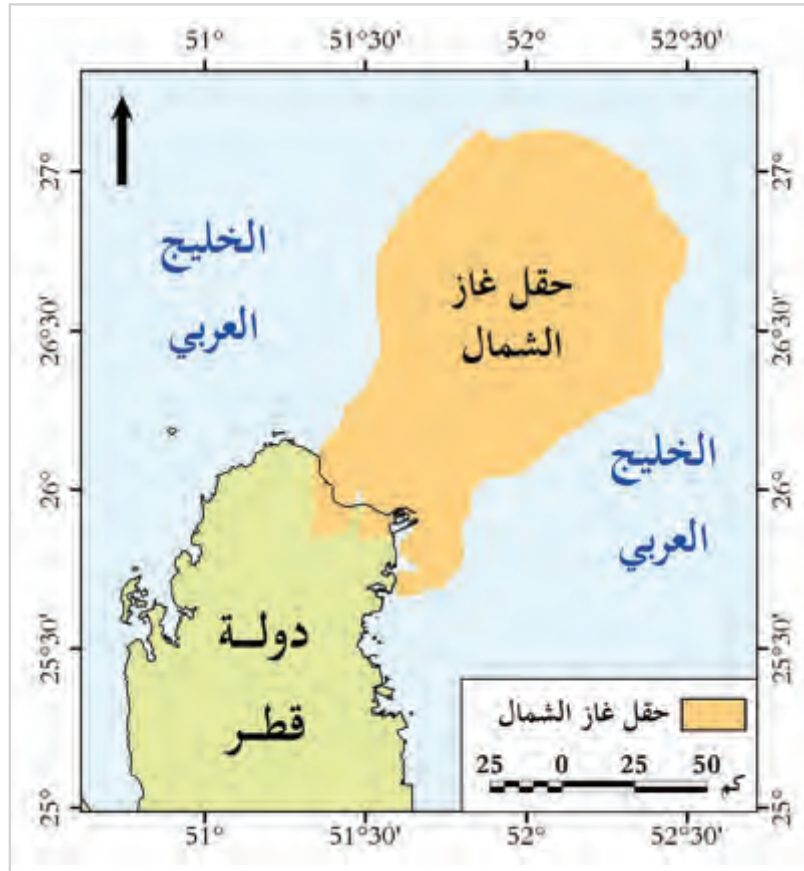 51° 51°30' 52° 52°30'
27° 27°
الخليج
العربي
حقل غاز
الشمال
26°30' 26°30'
الخليج
العربي
26° 26°
دولـة
قطـر
25°30' 25°30'
حقل غاز الشمال
25 0 25 50
كم
25° 25°
51° 51°30' 52° 52°30'